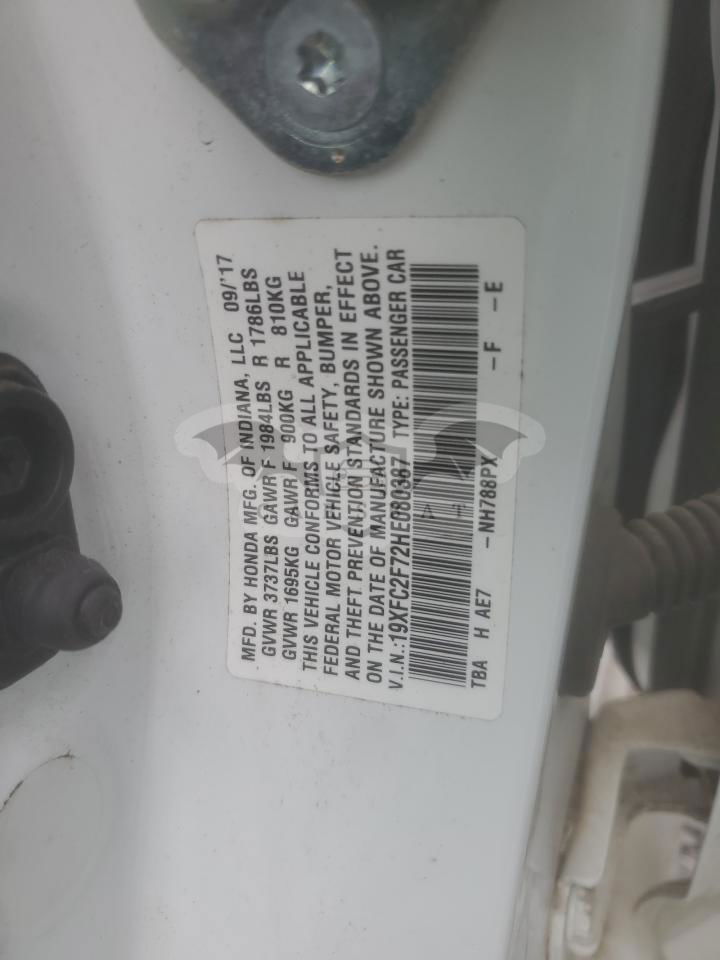 MFD. BY HONDA MFG. OF INDIANA, LLC 09/'17
GVWR 3737LBS GAWR F 1984LBS R 1786LBS
GVWR 1695KG GAWR F 900KG R 810KG
THIS VEHICLE CONFORMS TO ALL APPLICABLE
FEDERAL MOTOR VEHICLE SAFETY, BUMPER,
AND THEFT PREVENTION STANDARDS IN EFFECT
ON THE DATE OF MANUFACTURE SHOWN ABOVE.
V.I.N.:19XFC2F72HE080387 TYPE: PASSENGER CAR
TBA H AE7 -NH788PX -F -E